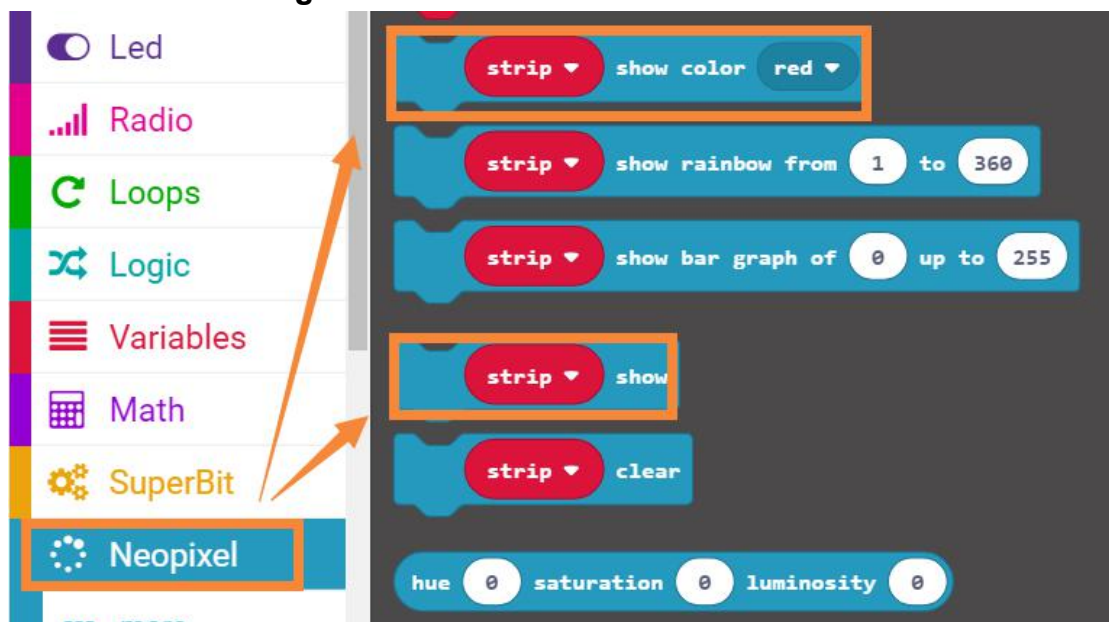 Led
Radio
Loops
Logic
Variables
Math
SuperBit
Neopixel
strip show color red
strip show rainbow from 1 to 360
strip show bar graph of 0 up to 255
strip show
strip clear
hue 0 saturation 0 luminosity 0